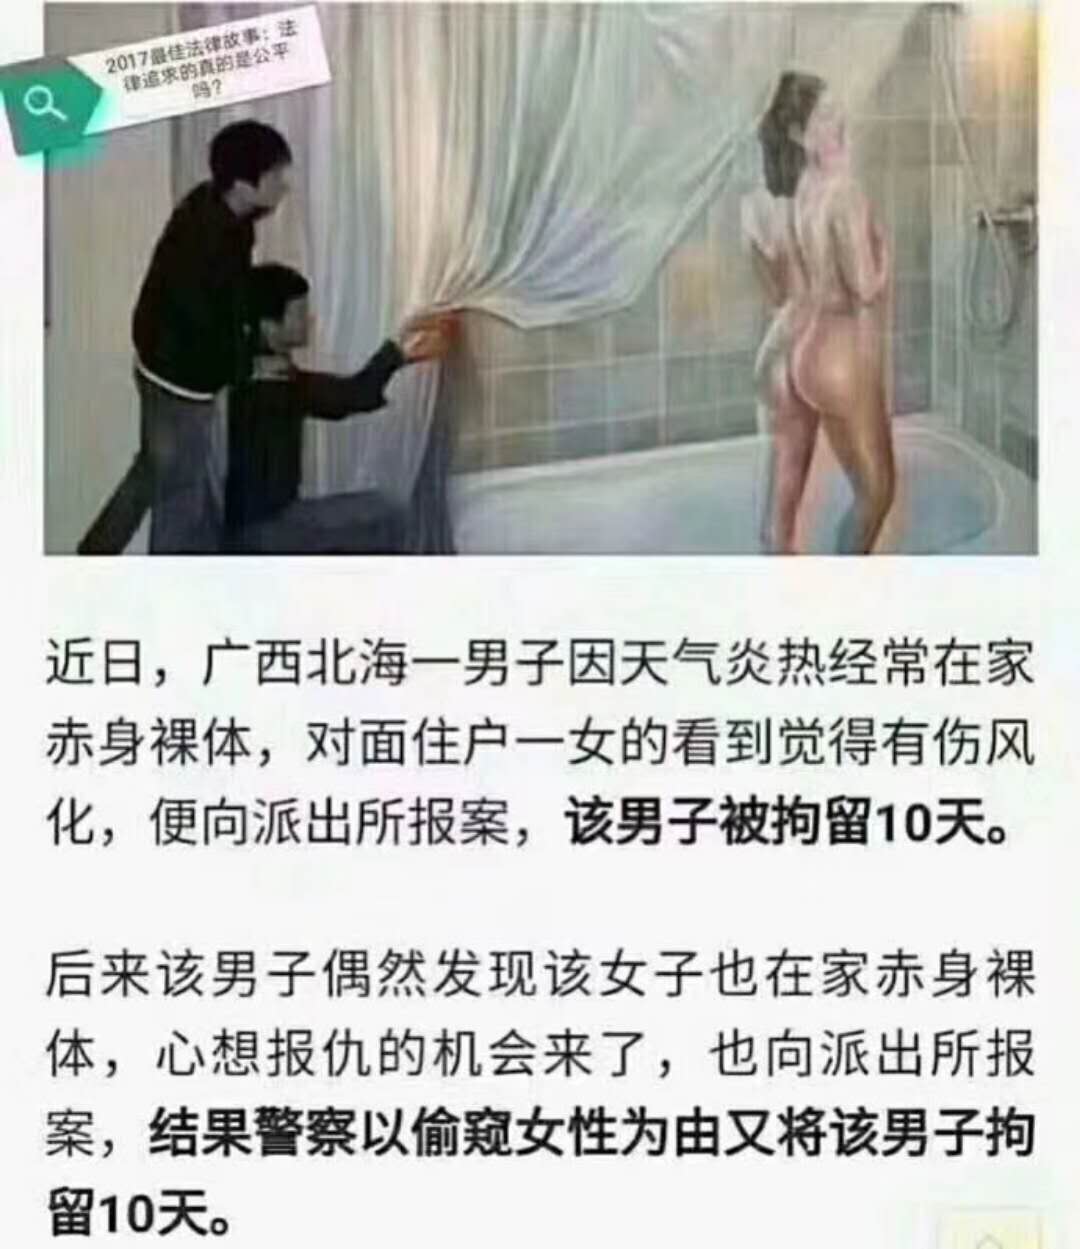 2017最佳法律故事：法
律追求的真的是公平
吗？
近日，广西北海一男子因天气炎热经常在家
赤身裸体，对面住户一女的看到觉得有伤风
化，便向派出所报案，该男子被拘留10天。
后来该男子偶然发现该女子也在家赤身裸
体，心想报仇的机会来了，也向派出所报
案，结果警察以偷窥女性为由又将该男子拘
留10天。